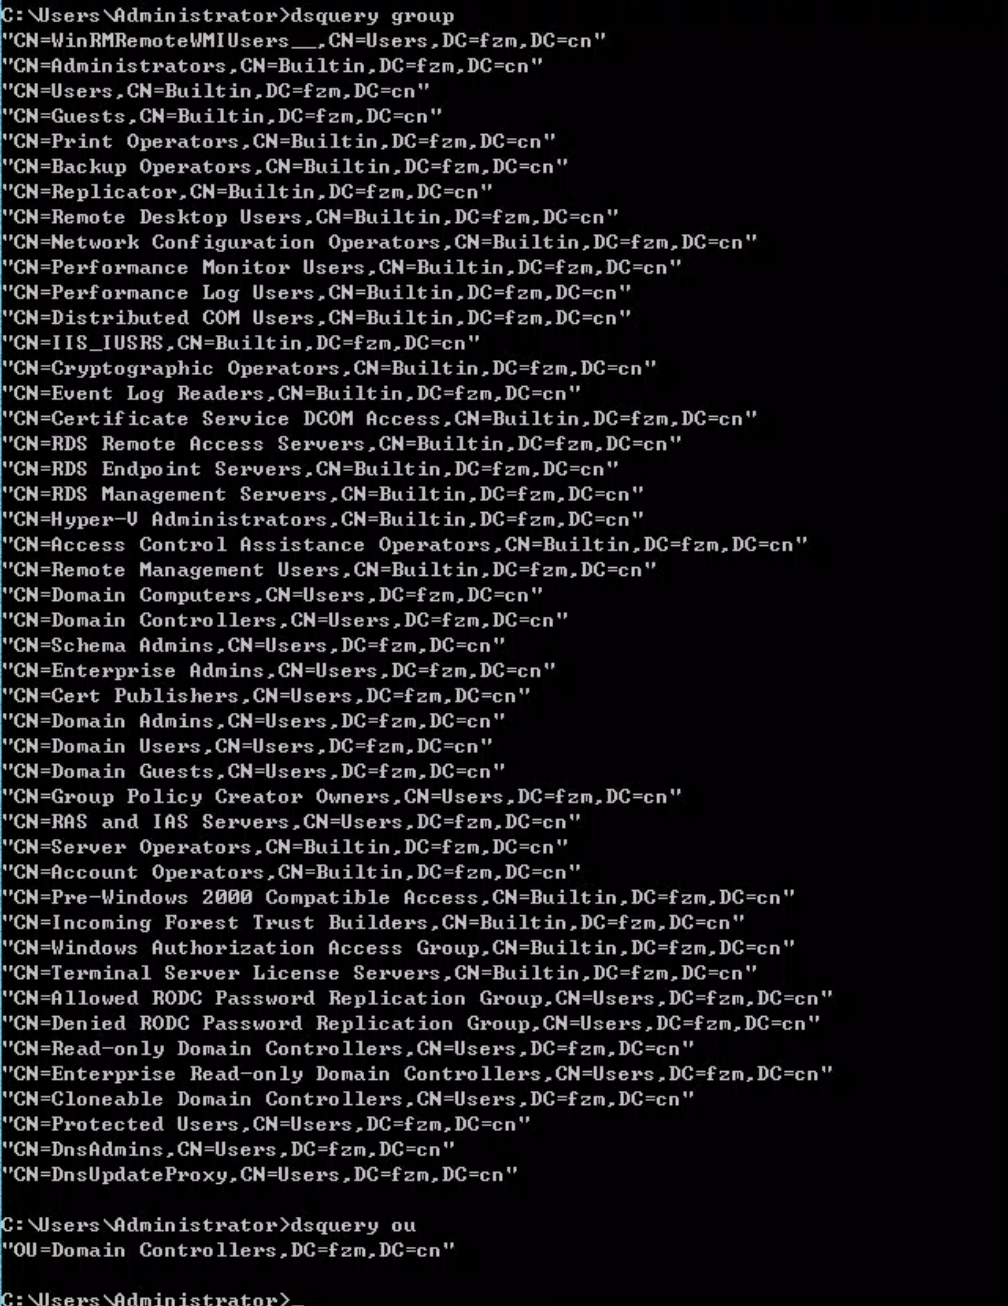 C:\Users\Administrator>dsquery group
"CN=WinRMRemoteWMIUsers__,CN=Users,DC=fzm,DC=cn"
"CN=Administrators,CN=Builtin,DC=fzm,DC=cn"
"CN=Users,CN=Builtin,DC=fzm,DC=cn"
"CN=Guests,CN=Builtin,DC=fzm,DC=cn"
"CN=Print Operators,CN=Builtin,DC=fzm,DC=cn"
"CN=Backup Operators,CN=Builtin,DC=fzm,DC=cn"
"CN=Replicator,CN=Builtin,DC=fzm,DC=cn"
"CN=Remote Desktop Users,CN=Builtin,DC=fzm,DC=cn"
"CN=Network Configuration Operators,CN=Builtin,DC=fzm,DC=cn"
"CN=Performance Monitor Users,CN=Builtin,DC=fzm,DC=cn"
"CN=Performance Log Users,CN=Builtin,DC=fzm,DC=cn"
"CN=Distributed COM Users,CN=Builtin,DC=fzm,DC=cn"
"CN=IIS_IUSRS,CN=Builtin,DC=fzm,DC=cn"
"CN=Cryptographic Operators,CN=Builtin,DC=fzm,DC=cn"
"CN=Event Log Readers,CN=Builtin,DC=fzm,DC=cn"
"CN=Certificate Service DCOM Access,CN=Builtin,DC=fzm,DC=cn"
"CN=RDS Remote Access Servers,CN=Builtin,DC=fzm,DC=cn"
"CN=RDS Endpoint Servers,CN=Builtin,DC=fzm,DC=cn"
"CN=RDS Management Servers,CN=Builtin,DC=fzm,DC=cn"
"CN=Hyper-V Administrators,CN=Builtin,DC=fzm,DC=cn"
"CN=Access Control Assistance Operators,CN=Builtin,DC=fzm,DC=cn"
"CN=Remote Management Users,CN=Builtin,DC=fzm,DC=cn"
"CN=Domain Computers,CN=Users,DC=fzm,DC=cn"
"CN=Domain Controllers,CN=Users,DC=fzm,DC=cn"
"CN=Schema Admins,CN=Users,DC=fzm,DC=cn"
"CN=Enterprise Admins,CN=Users,DC=fzm,DC=cn"
"CN=Cert Publishers,CN=Users,DC=fzm,DC=cn"
"CN=Domain Admins,CN=Users,DC=fzm,DC=cn"
"CN=Domain Users,CN=Users,DC=fzm,DC=cn"
"CN=Domain Guests,CN=Users,DC=fzm,DC=cn"
"CN=Group Policy Creator Owners,CN=Users,DC=fzm,DC=cn"
"CN=RAS and IAS Servers,CN=Users,DC=fzm,DC=cn"
"CN=Server Operators,CN=Builtin,DC=fzm,DC=cn"
"CN=Account Operators,CN=Builtin,DC=fzm,DC=cn"
"CN=Pre-Windows 2000 Compatible Access,CN=Builtin,DC=fzm,DC=cn"
"CN=Incoming Forest Trust Builders,CN=Builtin,DC=fzm,DC=cn"
"CN=Windows Authorization Access Group,CN=Builtin,DC=fzm,DC=cn"
"CN=Terminal Server License Servers,CN=Builtin,DC=fzm,DC=cn"
"CN=Allowed RODC Password Replication Group,CN=Users,DC=fzm,DC=cn"
"CN=Denied RODC Password Replication Group,CN=Users,DC=fzm,DC=cn"
"CN=Read-only Domain Controllers,CN=Users,DC=fzm,DC=cn"
"CN=Enterprise Read-only Domain Controllers,CN=Users,DC=fzm,DC=cn"
"CN=Cloneable Domain Controllers,CN=Users,DC=fzm,DC=cn"
"CN=Protected Users,CN=Users,DC=fzm,DC=cn"
"CN=DnsAdmins,CN=Users,DC=fzm,DC=cn"
"CN=DnsUpdateProxy,CN=Users,DC=fzm,DC=cn"
C:\Users\Administrator>dsquery ou
"OU=Domain Controllers,DC=fzm,DC=cn"
C:\Users\Administrator>_